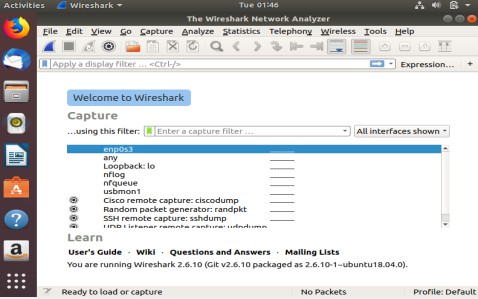 Activities Wireshark Tue 01:46
The Wireshark Network Analyzer
File Edit View Go Capture Analyze Statistics Telephony Wireless Tools Help
Apply a display filter … <Ctrl-/> Expression… +
Welcome to Wireshark
Capture
…using this filter: Enter a capture filter … All interfaces shown
enp0s3
any
Loopback: lo
nflog
nfqueue
usbmon1
Cisco remote capture: ciscodump
Random packet generator: randpkt
SSH remote capture: sshdump
UDP Listener remote capture: udpdump
Learn
User's Guide · Wiki · Questions and Answers · Mailing Lists
You are running Wireshark 2.6.10 (Git v2.6.10 packaged as 2.6.10-1~ubuntu18.04.0).
Ready to load or capture No Packets Profile: Default